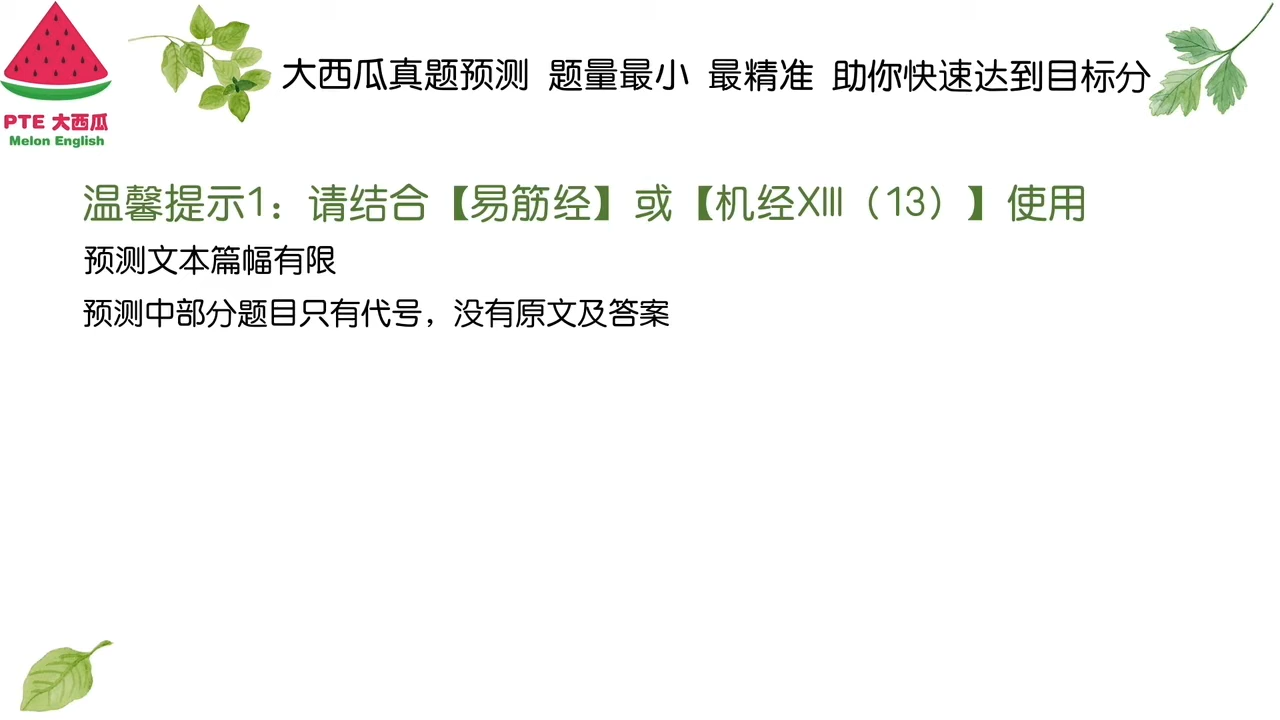 大西瓜真题预测 题量最小 最精准 助你快速达到目标分
PTE 大西瓜
Melon English
温馨提示1：请结合【易筋经】或【机经XIII（13）】使用
预测文本篇幅有限
预测中部分题目只有代号，没有原文及答案